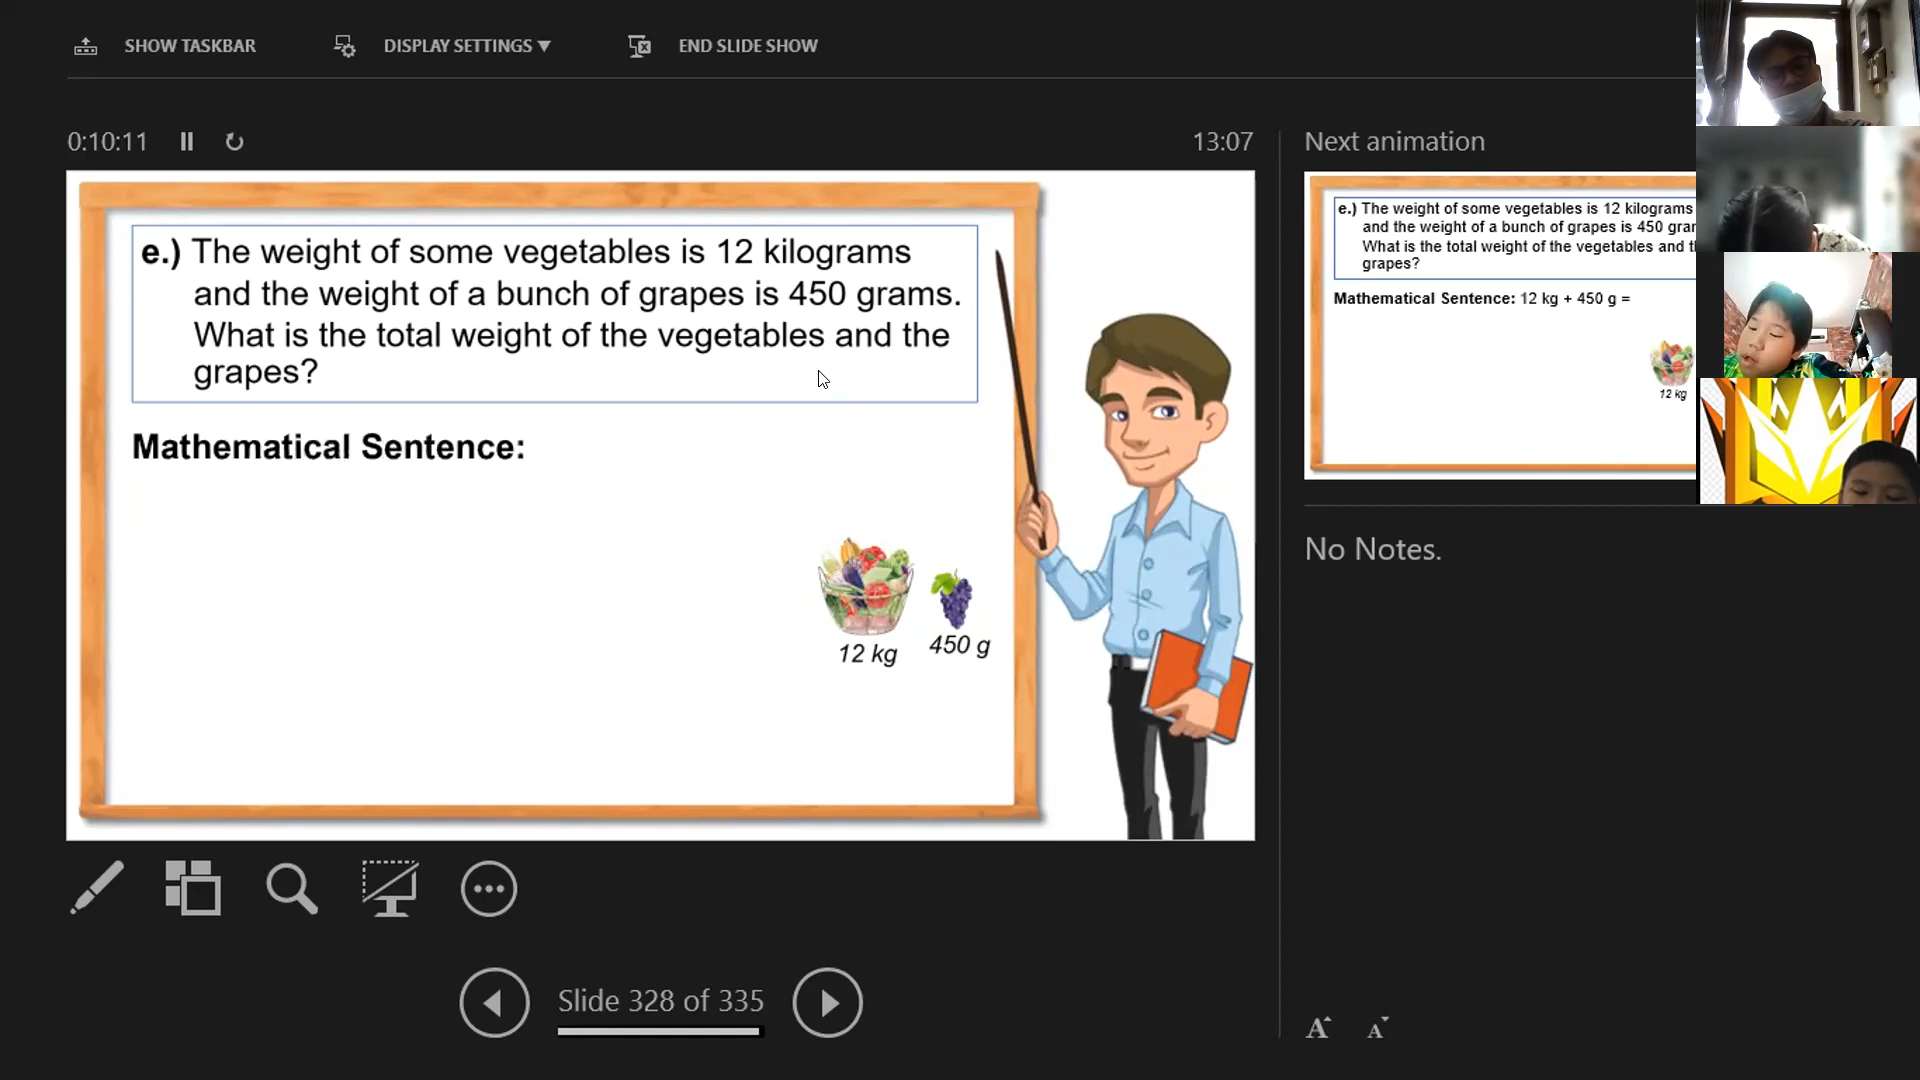 SHOW TASKBAR
DISPLAY SETTINGS ▼
END SLIDE SHOW
0:10:11
13:07
Next animation
e.) The weight of some vegetables is 12 kilograms
and the weight of a bunch of grapes is 450 grams.
What is the total weight of the vegetables and the
grapes?
Mathematical Sentence:
12 kg
450 g
e.) The weight of some vegetables is 12 kilograms
and the weight of a bunch of grapes is 450
What is the total weight of the vegetables and
grapes?
Mathematical Sentence: 12 kg + 450 g =
12 kg
No Notes.
Slide 328 of 335
A A